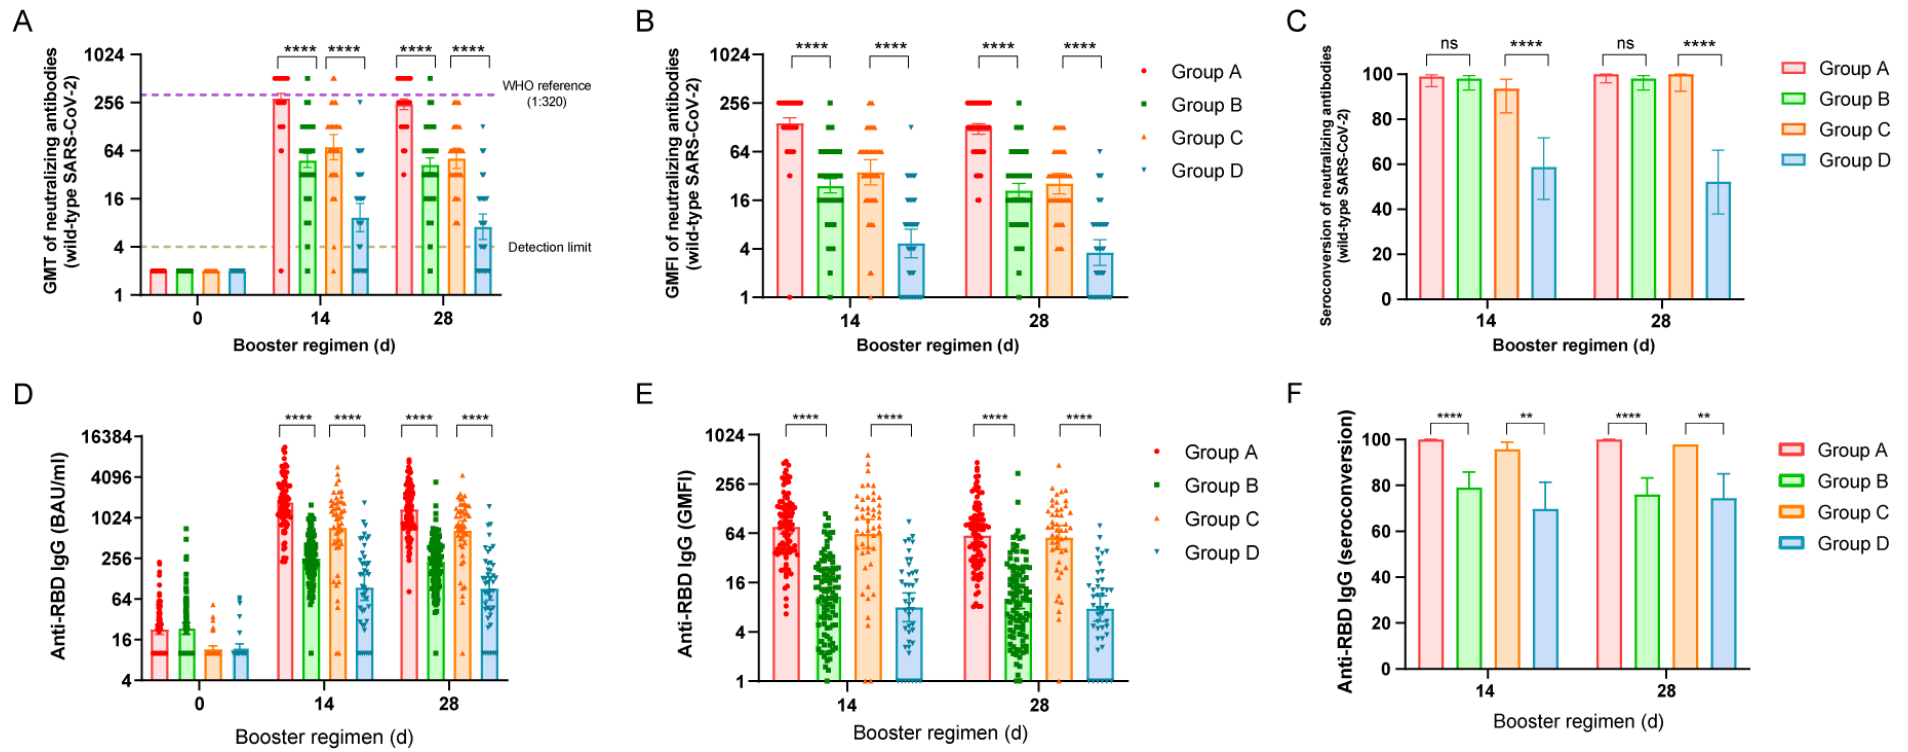 A
GMT of neutralizing antibodies
(wild-type SARS-CoV-2)
1024
256
64
16
4
1
**** ****
**** ****
WHO reference
(1:320)
Detection limit
0 14 28
Booster regimen (d)
B
GMFI of neutralizing antibodies
(wild-type SARS-CoV-2)
1024
256
64
16
4
1
**** ****
**** ****
14 28
Booster regimen (d)
Group A
Group B
Group C
Group D
C
Seroconversion of neutralizing antibodies
(wild-type SARS-CoV-2)
100
80
60
40
20
0
ns ****
ns ****
14 28
Booster regimen (d)
Group A
Group B
Group C
Group D
D
Anti-RBD IgG (BAU/ml)
16384
4096
1024
256
64
16
4
**** ****
**** ****
0 14 28
Booster regimen (d)
E
Anti-RBD IgG (GMFI)
1024
256
64
16
4
1
**** ****
**** ****
14 28
Booster regimen (d)
Group A
Group B
Group C
Group D
F
Anti-RBD IgG (seroconversion)
100
80
60
40
20
0
**** **
**** **
14 28
Booster regimen (d)
Group A
Group B
Group C
Group D